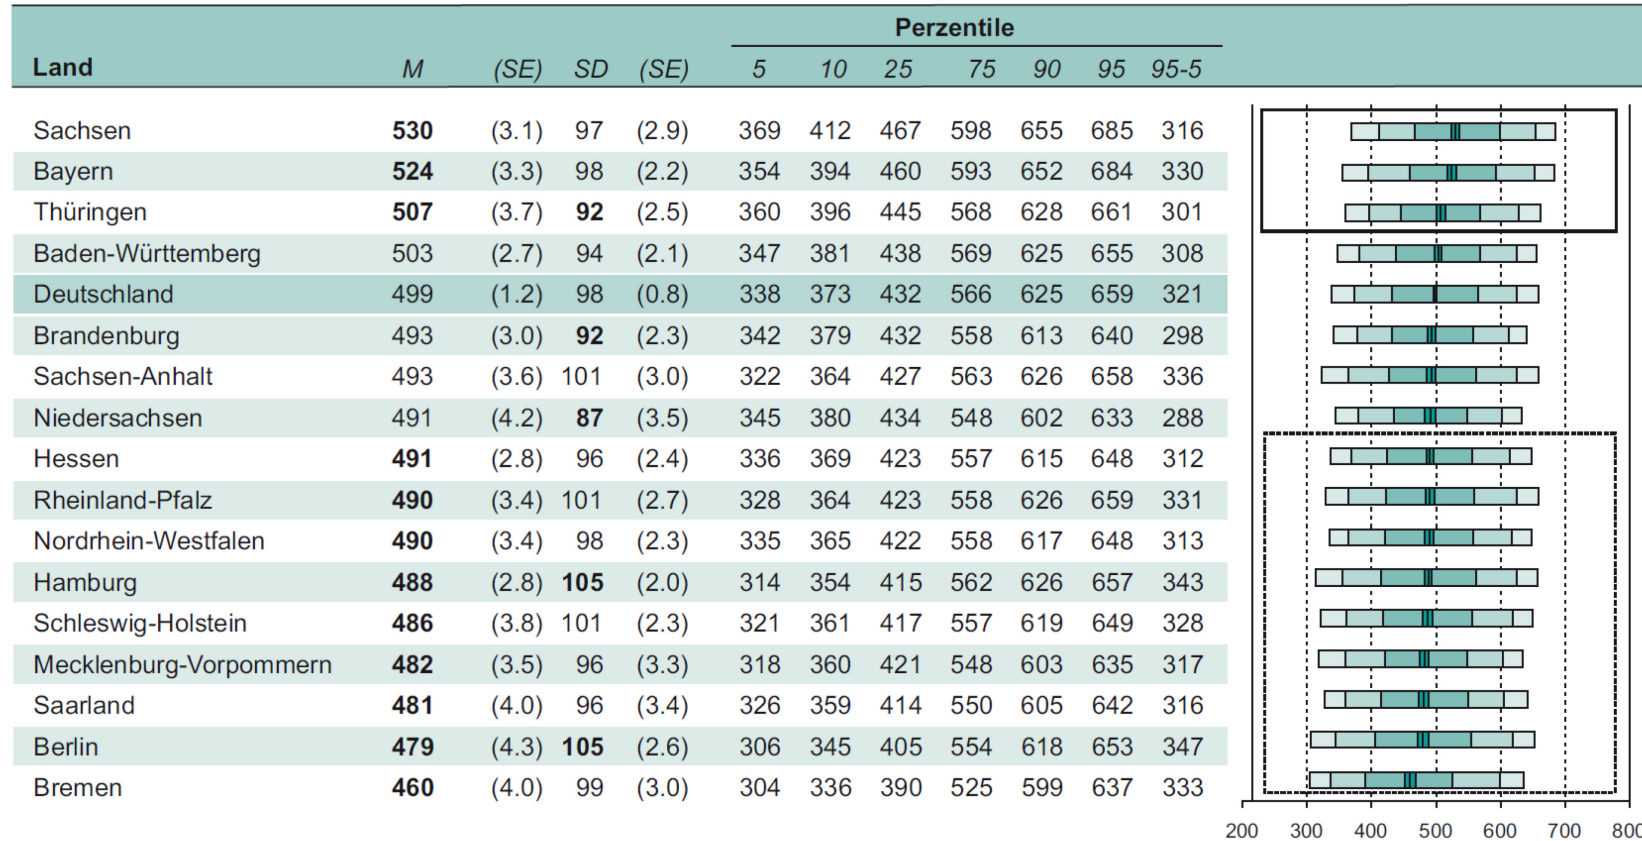 Perzentile
Land M (SE) SD (SE) 5 10 25 75 90 95 95-5
Sachsen 530 (3.1) 97 (2.9) 369 412 467 598 655 685 316
Bayern 524 (3.3) 98 (2.2) 354 394 460 593 652 684 330
Thüringen 507 (3.7) 92 (2.5) 360 396 445 568 628 661 301
Baden-Württemberg 503 (2.7) 94 (2.1) 347 381 438 569 625 655 308
Deutschland 499 (1.2) 98 (0.8) 338 373 432 566 625 659 321
Brandenburg 493 (3.0) 92 (2.3) 342 379 432 558 613 640 298
Sachsen-Anhalt 493 (3.6) 101 (3.0) 322 364 427 563 626 658 336
Niedersachsen 491 (4.2) 87 (3.5) 345 380 434 548 602 633 288
Hessen 491 (2.8) 96 (2.4) 336 369 423 557 615 648 312
Rheinland-Pfalz 490 (3.4) 101 (2.7) 328 364 423 558 626 659 331
Nordrhein-Westfalen 490 (3.4) 98 (2.3) 335 365 422 558 617 648 313
Hamburg 488 (2.8) 105 (2.0) 314 354 415 562 626 657 343
Schleswig-Holstein 486 (3.8) 101 (2.3) 321 361 417 557 619 649 328
Mecklenburg-Vorpommern 482 (3.5) 96 (3.3) 318 360 421 548 603 635 317
Saarland 481 (4.0) 96 (3.4) 326 359 414 550 605 642 316
Berlin 479 (4.3) 105 (2.6) 306 345 405 554 618 653 347
Bremen 460 (4.0) 99 (3.0) 304 336 390 525 599 637 333
200 300 400 500 600 700 800